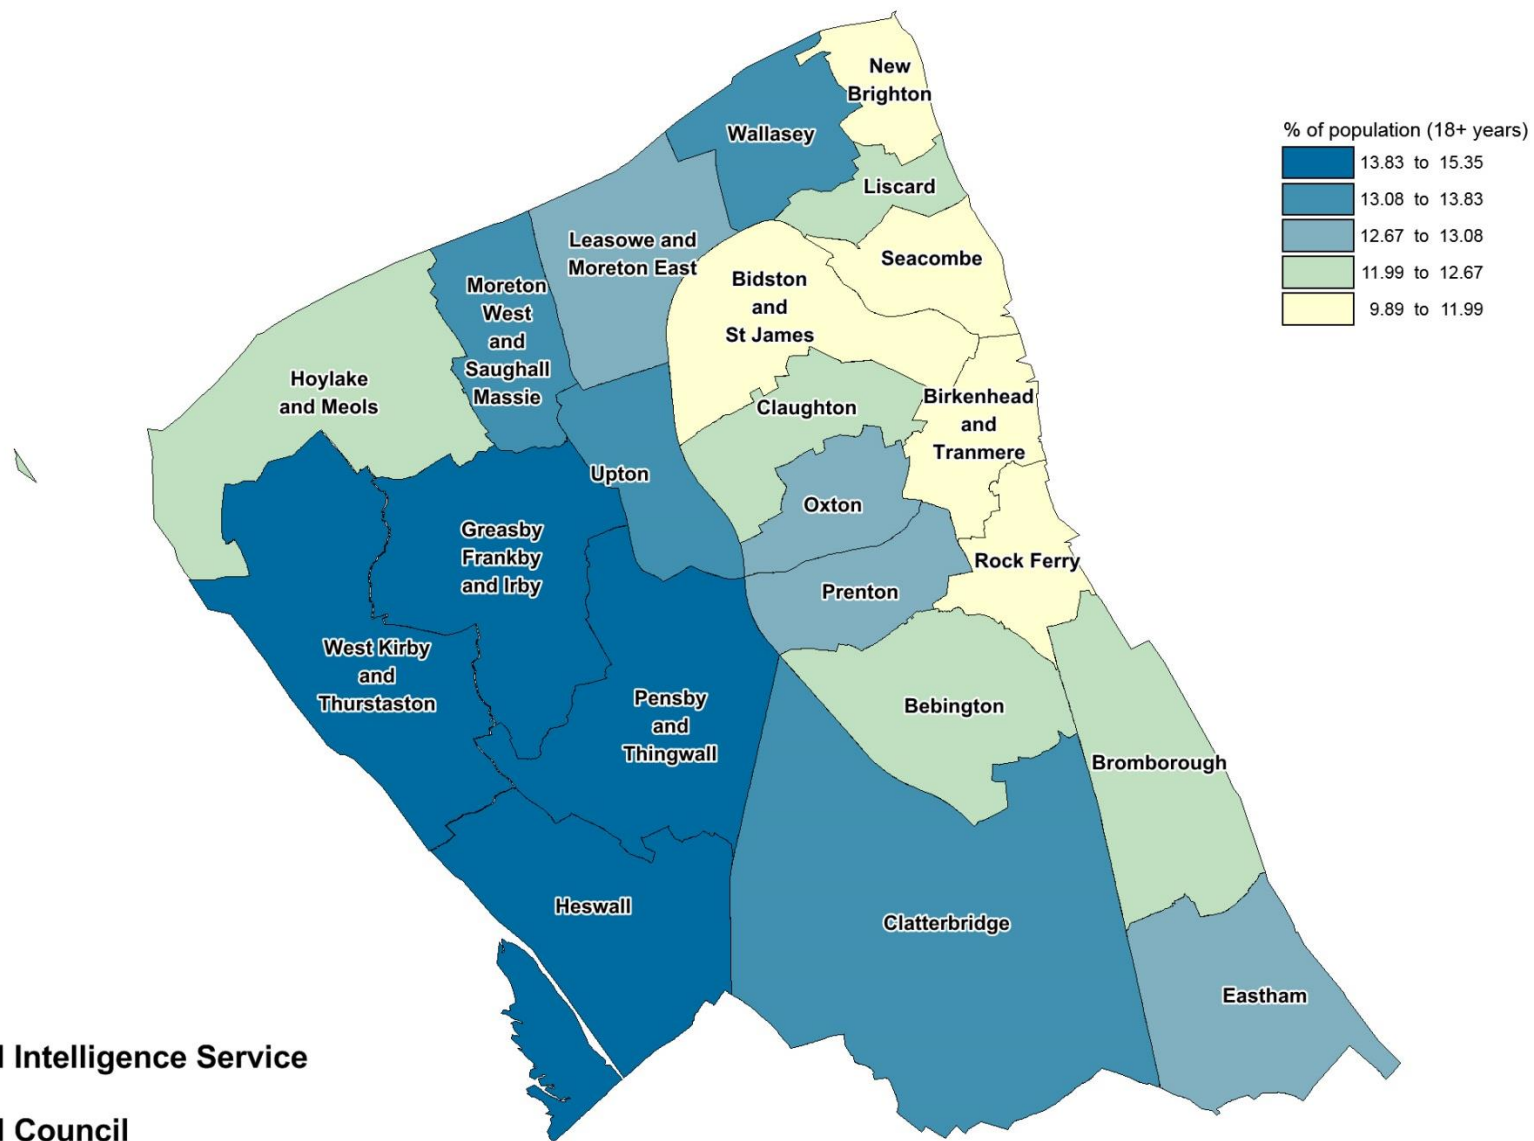 New
Brighton
Wallasey
Liscard
Leasowe and
Moreton East
Seacombe
Bidston
and
St James
Moreton
West
and
Saughall
Massie
Hoylake
and Meols
Claughton
Birkenhead
and
Tranmere
Upton
Oxton
Greasby
Frankby
and Irby
Rock Ferry
Prenton
West Kirby
and
Thurstaston
Pensby
and
Thingwall
Bebington
Bromborough
Heswall
Clatterbridge
Eastham
% of population (18+ years)
13.83 to 15.35
13.08 to 13.83
12.67 to 13.08
11.99 to 12.67
9.89 to 11.99
Intelligence Service
Council